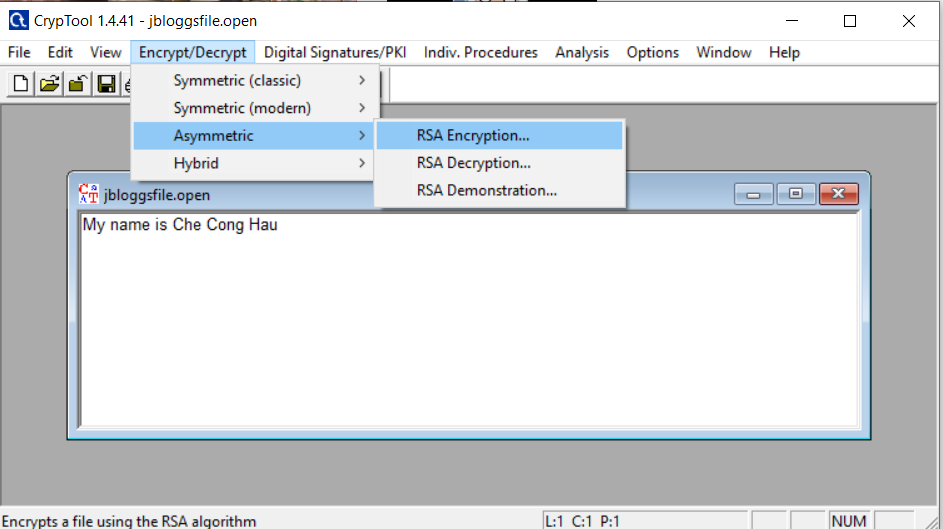 CrypTool 1.4.41 - jbloggsfile.open
File Edit View Encrypt/Decrypt Digital Signatures/PKI Indiv. Procedures Analysis Options Window Help
Symmetric (classic)
Symmetric (modern)
Asymmetric
Hybrid
RSA Encryption...
RSA Decryption...
RSA Demonstration...
jbloggsfile.open
My name is Che Cong Hau
Encrypts a file using the RSA algorithm
L:1 C:1 P:1
NUM